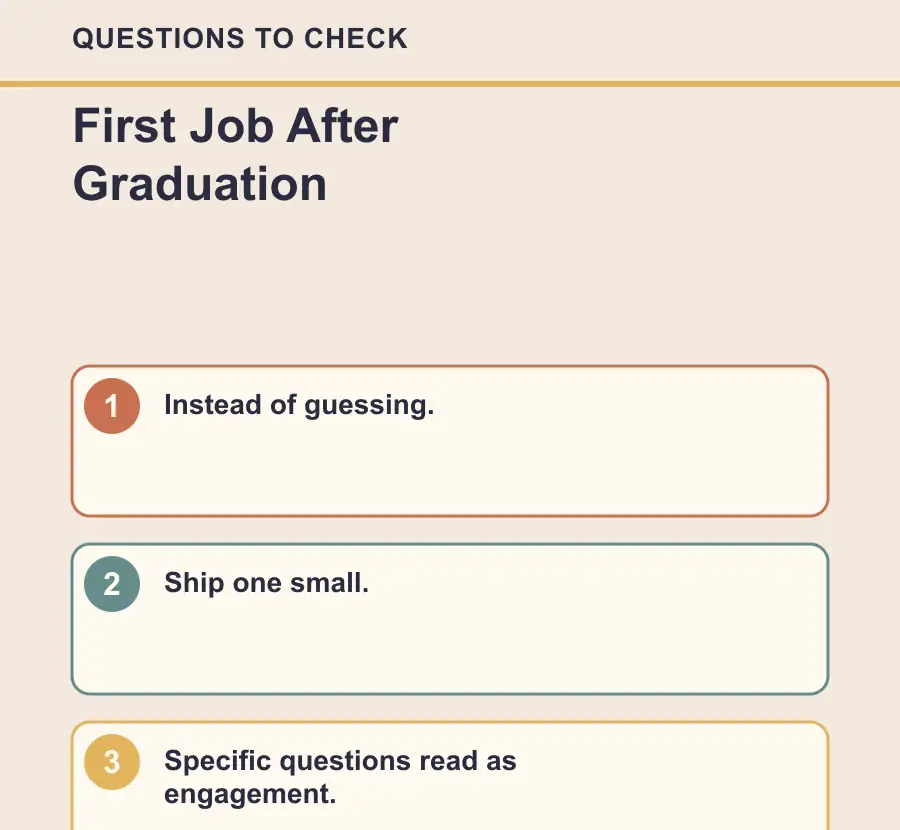 QUESTIONS TO CHECK
First Job After
Graduation
1 Instead of guessing.
2 Ship one small.
3 Specific questions read as
engagement.